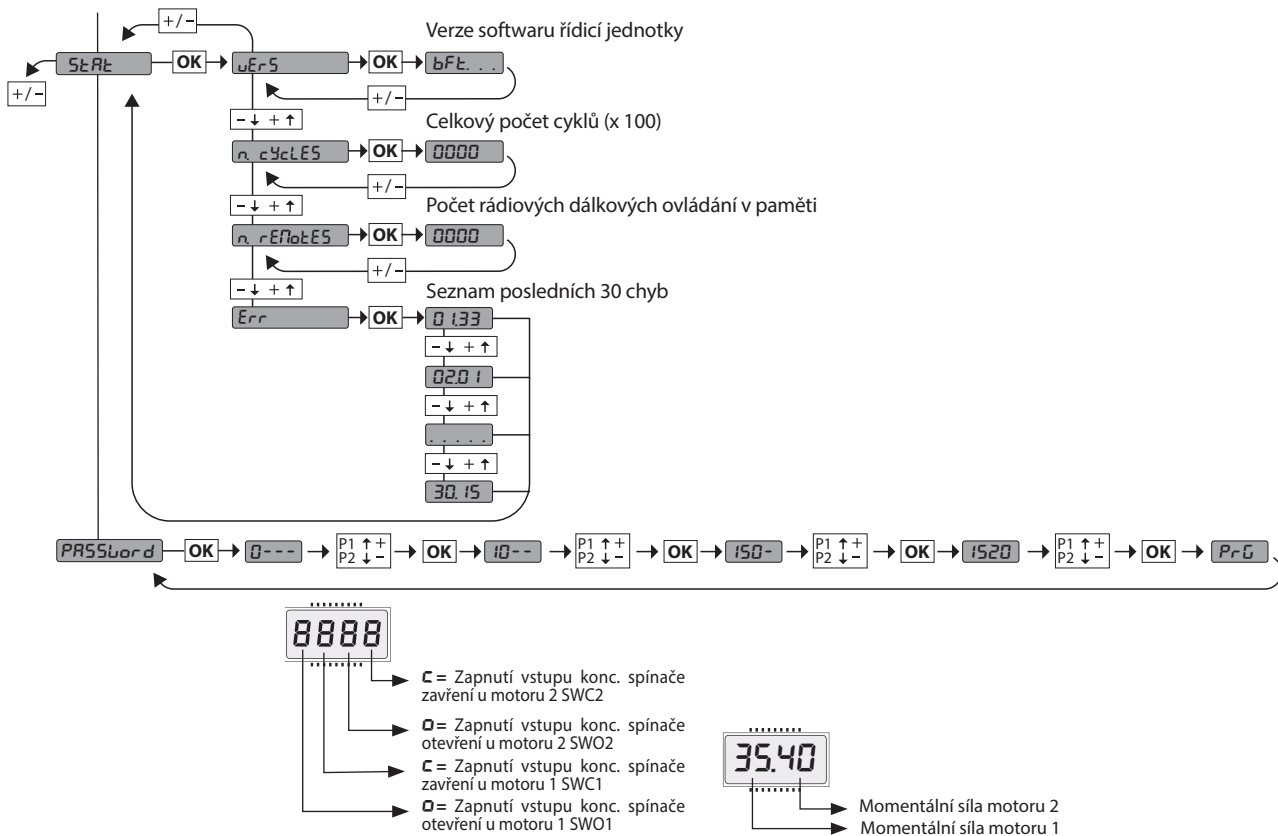 +/-
Verze softwaru řídicí jednotky
StAt OK vErS OK bFt. . .
+/-
+/-
- ↓ + ↑
Celkový počet cyklů (x 100)
n. cYcLES OK 0000
+/-
- ↓ + ↑
Počet rádiových dálkových ovládání v paměti
n. rEMotES OK 0000
+/-
- ↓ + ↑
Seznam posledních 30 chyb
Err OK 01.33
- ↓ + ↑
02.01
- ↓ + ↑
. . . . .
- ↓ + ↑
30.15
PASSword OK 0--- P1 ↑ + OK 10-- P1 ↑ + OK 150- P1 ↑ + OK 1520 P1 ↑ + OK PrG
P2 ↓ - P2 ↓ - P2 ↓ - P2 ↓ -
8888
C = Zapnutí vstupu konc. spínače
zavření u motoru 2 SWC2
O = Zapnutí vstupu konc. spínače
otevření u motoru 2 SWO2
C = Zapnutí vstupu konc. spínače
zavření u motoru 1 SWC1
O = Zapnutí vstupu konc. spínače
otevření u motoru 1 SWO1
35.40
Momentální síla motoru 2
Momentální síla motoru 1